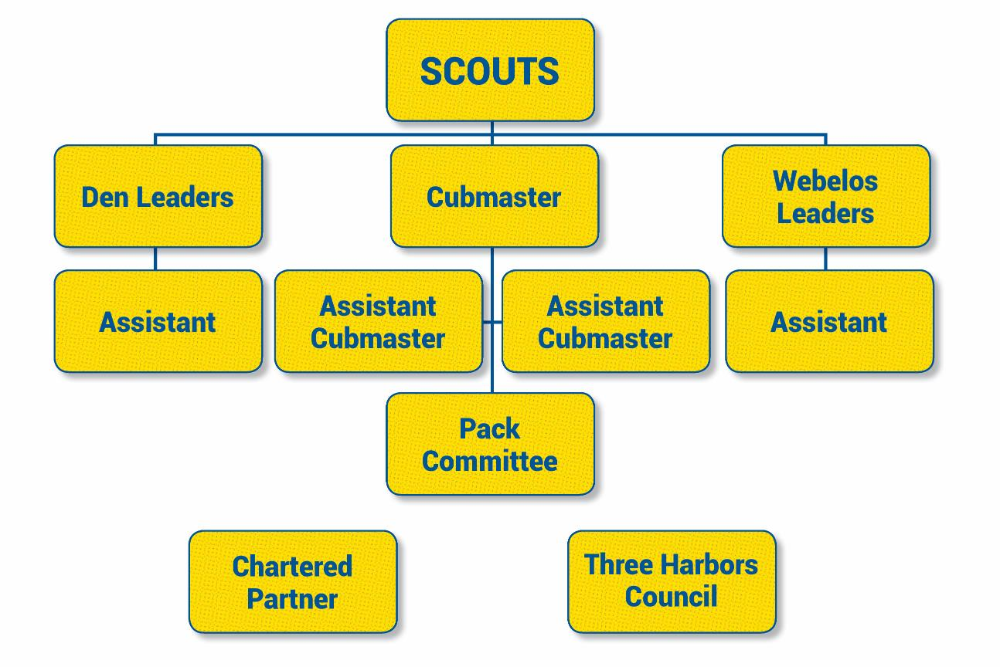 SCOUTS
Den Leaders
Cubmaster
Webelos
Leaders
Assistant
Assistant
Cubmaster
Assistant
Cubmaster
Assistant
Pack
Committee
Chartered
Partner
Three Harbors
Council